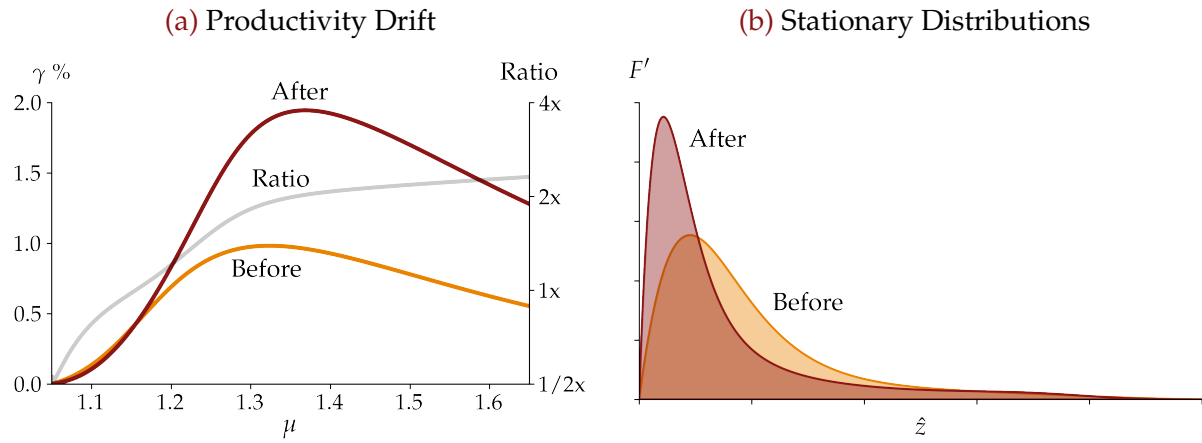 (a) Productivity Drift
γ %
Ratio
2.0
1.5
1.0
0.5
0.0
4x
2x
1x
1/2x
After
Ratio
Before
1.1 1.2 1.3 1.4 1.5 1.6
μ
(b) Stationary Distributions
F′
After
Before
ẑ